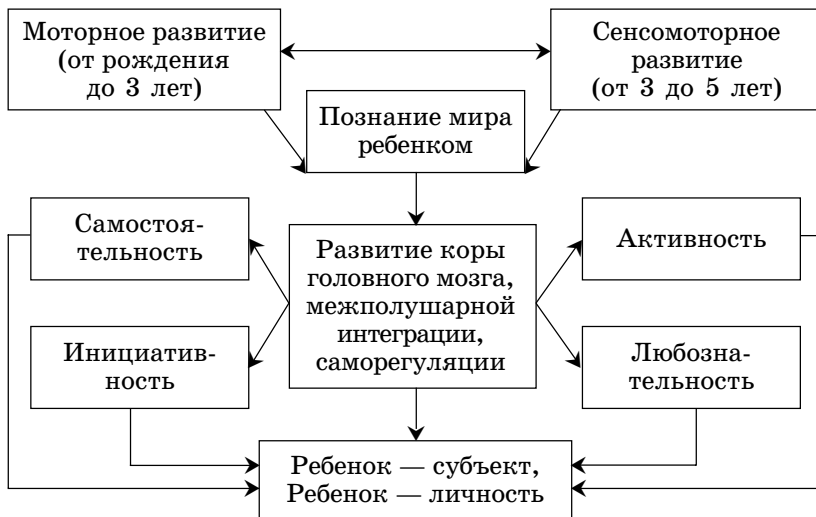 Моторное развитие
(от рождения
до 3 лет)
Сенсомоторное
развитие
(от 3 до 5 лет)
Познание мира
ребенком
Самостоя-
тельность
Развитие коры
головного мозга,
межполушарной
интеграции,
саморегуляции
Активность
Инициатив-
ность
Любозна-
тельность
Ребенок — субъект,
Ребенок — личность